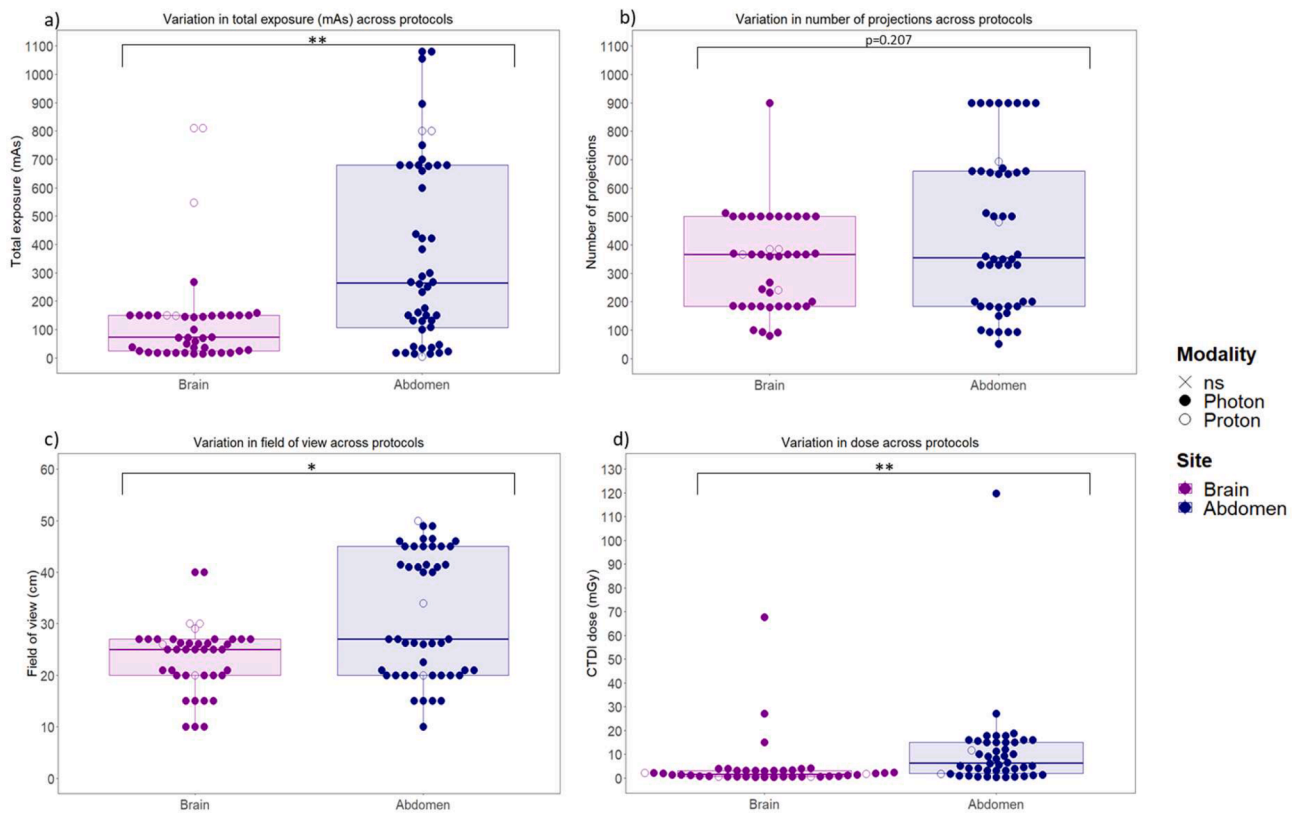 a)
Variation in total exposure (mAs) across protocols
**
1100
1000
900
800
700
600
500
400
300
200
100
0
Total exposure (mAs)
Brain
Abdomen
b)
Variation in number of projections across protocols
p=0.207
1100
1000
900
800
700
600
500
400
300
200
100
0
Number of projections
Brain
Abdomen
c)
Variation in field of view across protocols
*
60
50
40
30
20
10
0
Field of view (cm)
Brain
Abdomen
d)
Variation in dose across protocols
**
130
120
110
100
90
80
70
60
50
40
30
20
10
0
CTDI dose (mGy)
Brain
Abdomen
Modality
ns
Photon
Proton
Site
Brain
Abdomen